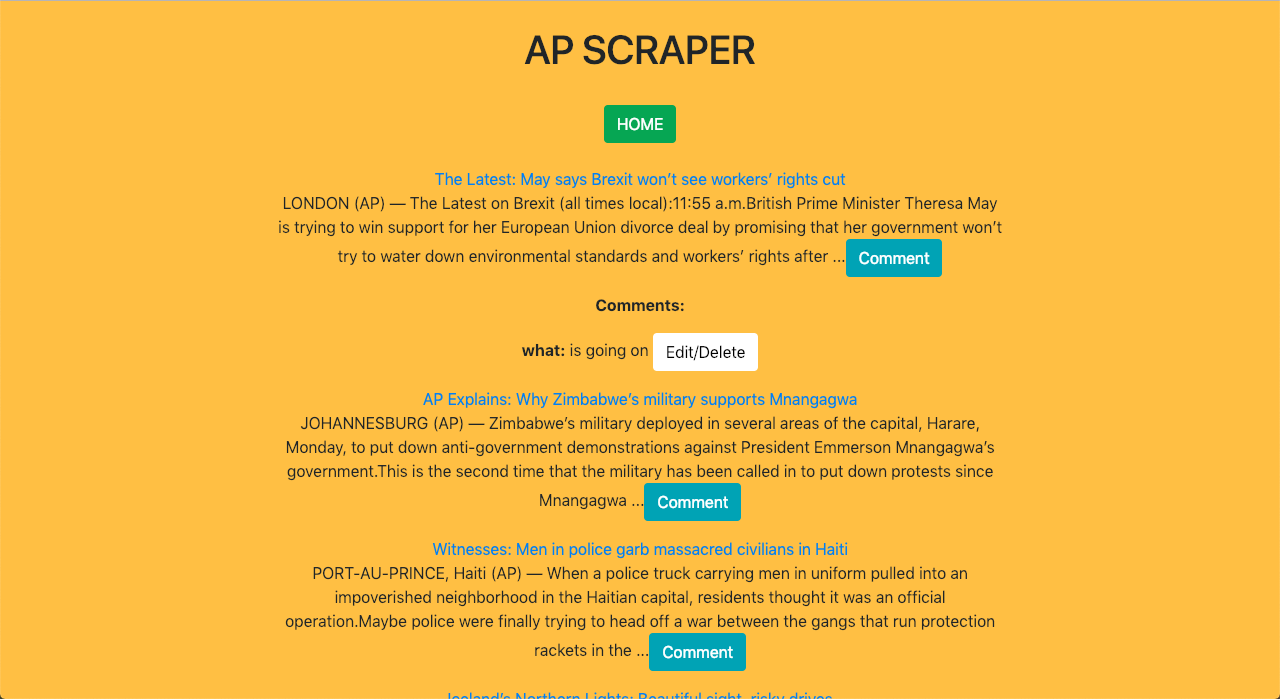 AP SCRAPER
HOME
The Latest: May says Brexit won’t see workers’ rights cut
LONDON (AP) — The Latest on Brexit (all times local):11:55 a.m.British Prime Minister Theresa May
is trying to win support for her European Union divorce deal by promising that her government won’t
try to water down environmental standards and workers’ rights after ...Comment
Comments:
what: is going on Edit/Delete
AP Explains: Why Zimbabwe’s military supports Mnangagwa
JOHANNESBURG (AP) — Zimbabwe’s military deployed in several areas of the capital, Harare,
Monday, to put down anti-government demonstrations against President Emmerson Mnangagwa’s
government.This is the second time that the military has been called in to put down protests since
Mnangagwa ...Comment
Witnesses: Men in police garb massacred civilians in Haiti
PORT-AU-PRINCE, Haiti (AP) — When a police truck carrying men in uniform pulled into an
impoverished neighborhood in the Haitian capital, residents thought it was an official
operation.Maybe police were finally trying to head off a war between the gangs that run protection
rackets in the ...Comment
Iceland’s Northern Lights: Beautiful sight, risky drives